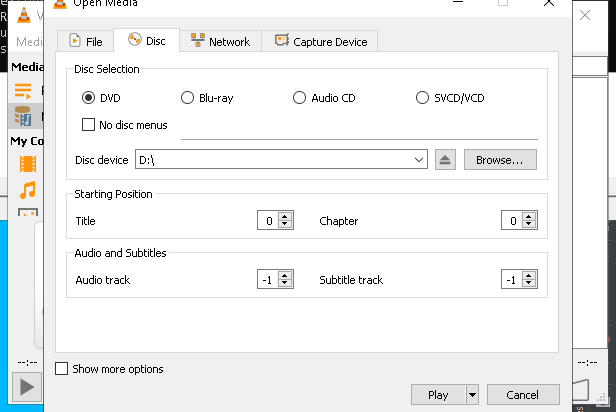 Open Media
V
Medi
File
Disc
Network
Capture Device
Media
Disc Selection
DVD
Blu-ray
Audio CD
SVCD/VCD
No disc menus
My Co
Disc device
D:\
Browse...
Starting Position
Title
0
Chapter
0
Audio and Subtitles
Audio track
-1
Subtitle track
-1
--:--
--:--
Show more options
Play
Cancel